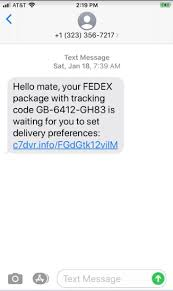 AT&T
2:19 PM
+1 (323) 356-7217
Text Message
Sat, Jan 18, 7:39 AM
Hello mate, your FEDEX
package with tracking
code GB-6412-GH83 is
waiting for you to set
delivery preferences:
c7dvr.info/FGdGtk12vilM
Text Message